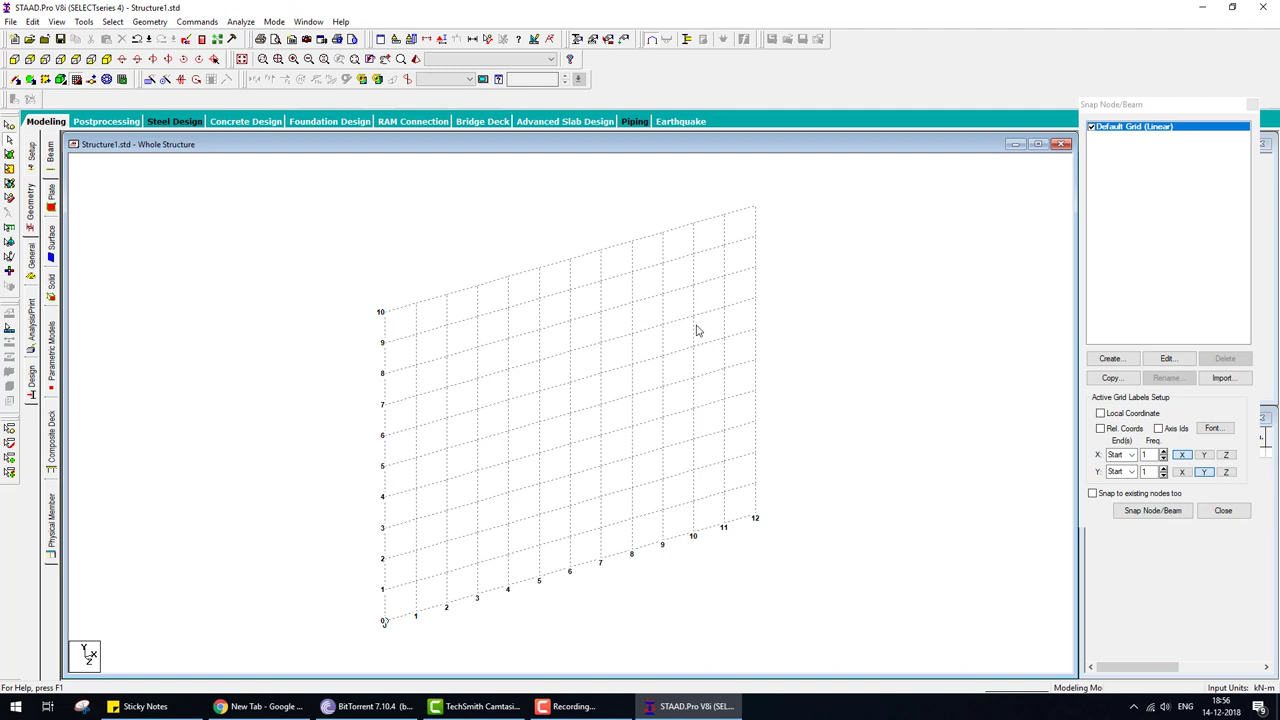 STAAD.Pro V8i (SELECTseries 4) - Structure1.std
File Edit View Tools Select Geometry Commands Analyze Mode Window Help
Modeling Postprocessing Steel Design Concrete Design Foundation Design RAM Connection Bridge Deck Advanced Slab Design Piping Earthquake
Structure1.std - Whole Structure
Setup
Geometry
General
Analysis/Print
Design
Beam
Plate
Surface
Solid
Parametric Models
Composite Deck
Physical Member
10
9
8
7
6
5
4
3
2
1
0
1
2
3
4
5
6
7
8
9
10
11
12
Y
X
Z
Snap Node/Beam
Default Grid (Linear)
Create... Edit... Delete
Copy... Rename... Import...
Active Grid Labels Setup
Local Coordinate
Rel. Coords Axis Ids Font...
End(s) Freq.
X: Start 1 X Y Z
Y: Start 1 X Y Z
Snap to existing nodes too
Snap Node/Beam Close
For Help, press F1
Modeling Mo Input Units: kN-m
Sticky Notes New Tab - Google ... BitTorrent 7.10.4 (b... TechSmith Camtasi... Recording... STAAD.Pro V8i (SEL...
18:56
14-12-2018